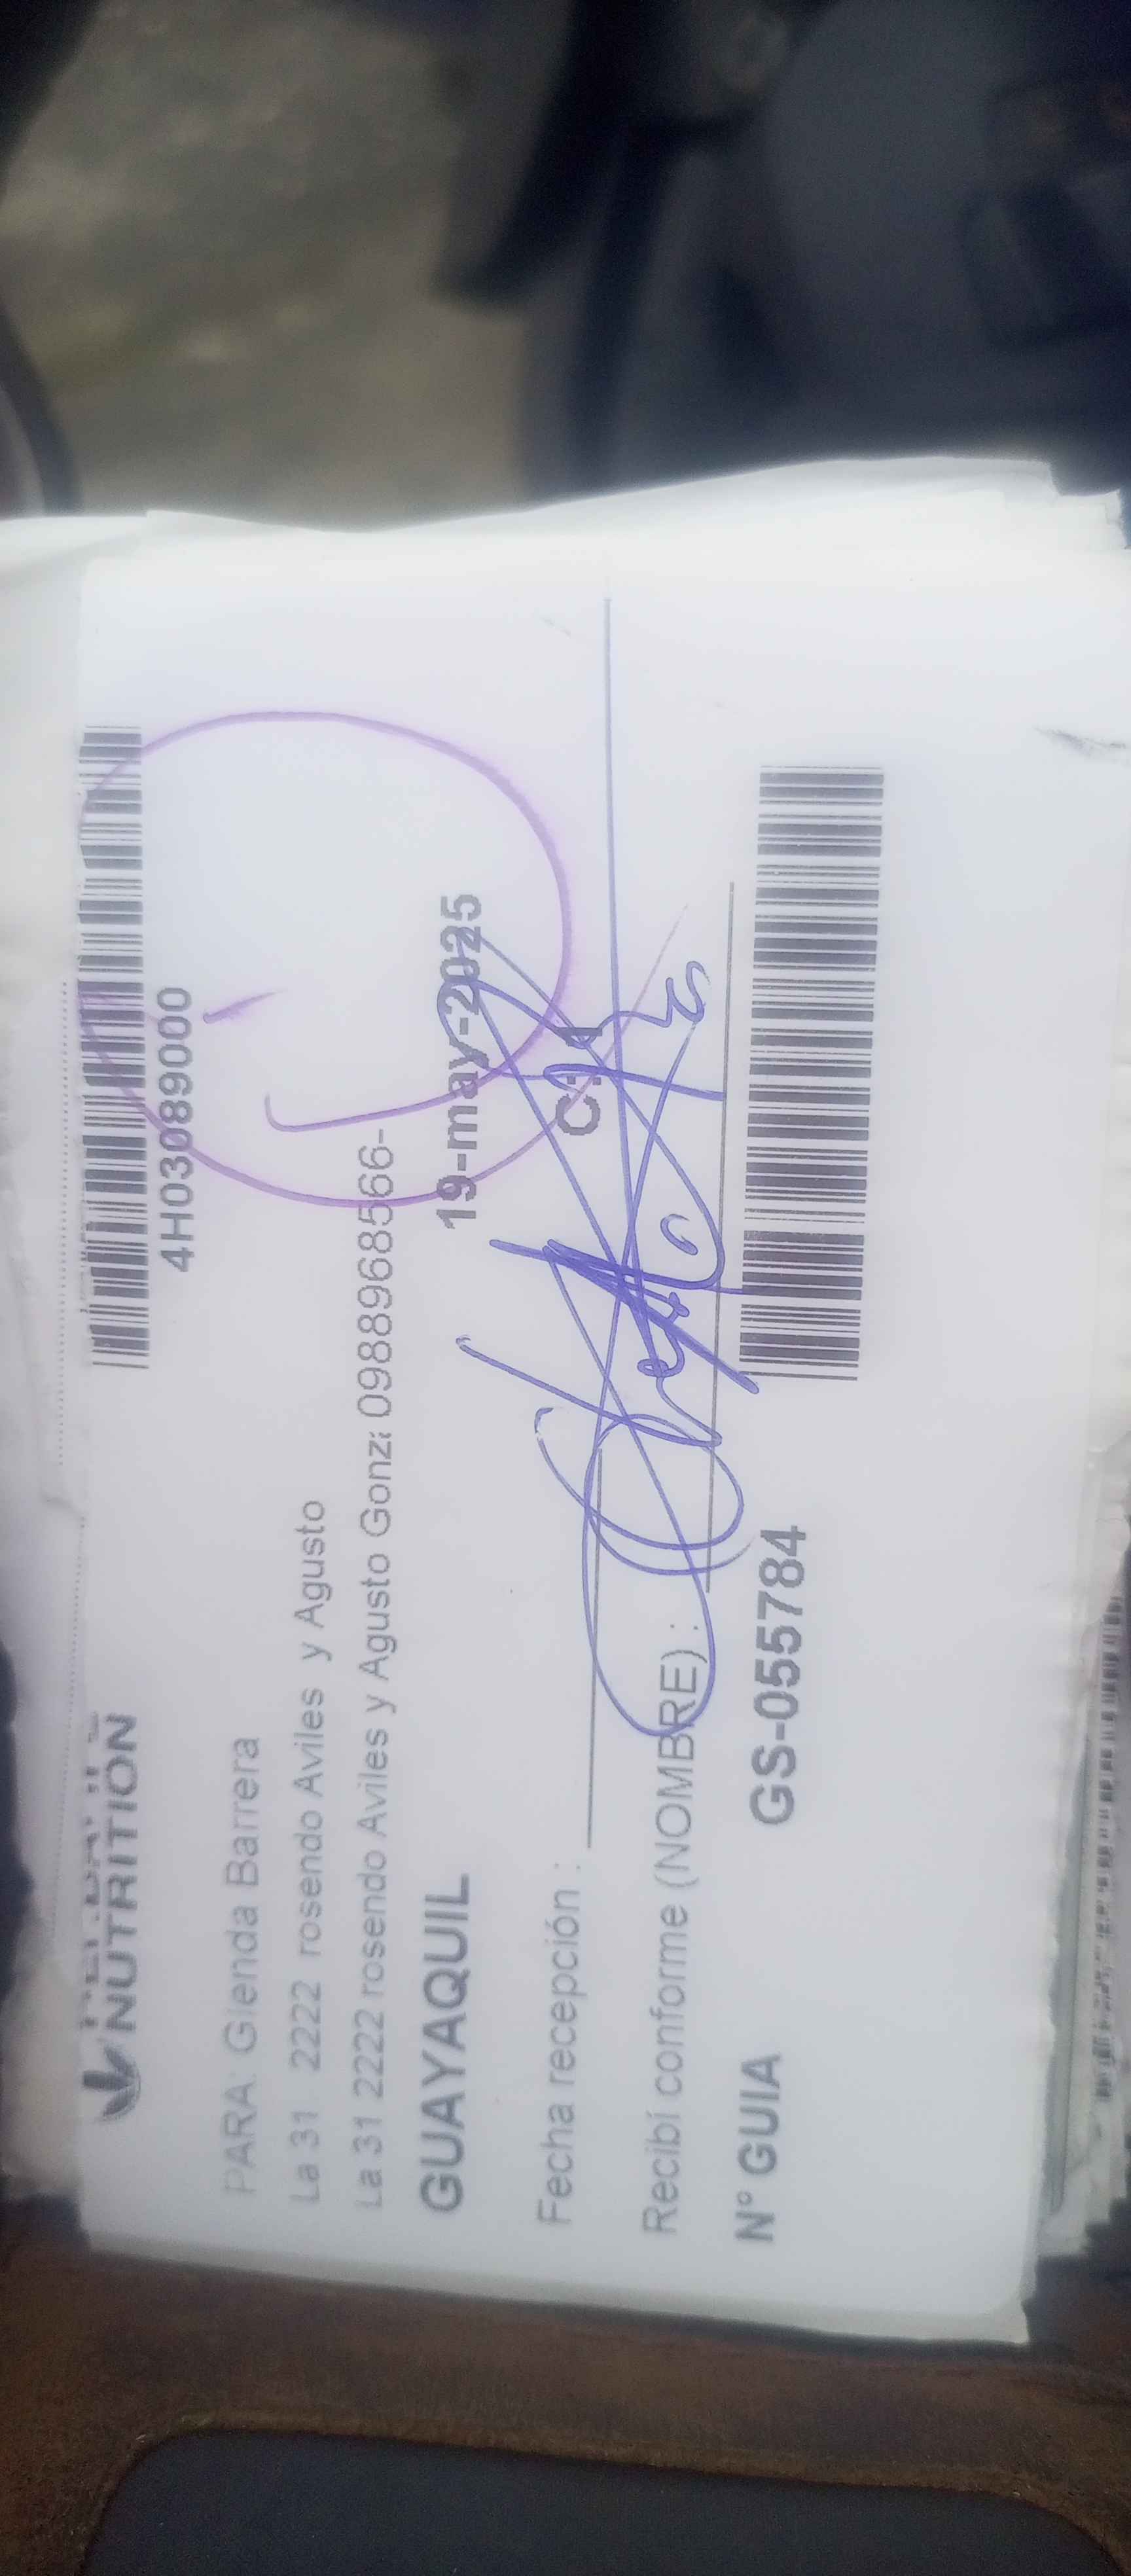 NUTRITION
4H03089000
PARA: Glenda Barrera
La 31 2222 rosendo Aviles y Agusto
La 31 2222 rosendo Aviles y Agusto Gonz: 0988968566-
GUAYAQUIL 19-may-2025
Fecha recepción :
Recibí conforme (NOMBRE) :
N° GUIA GS-055784